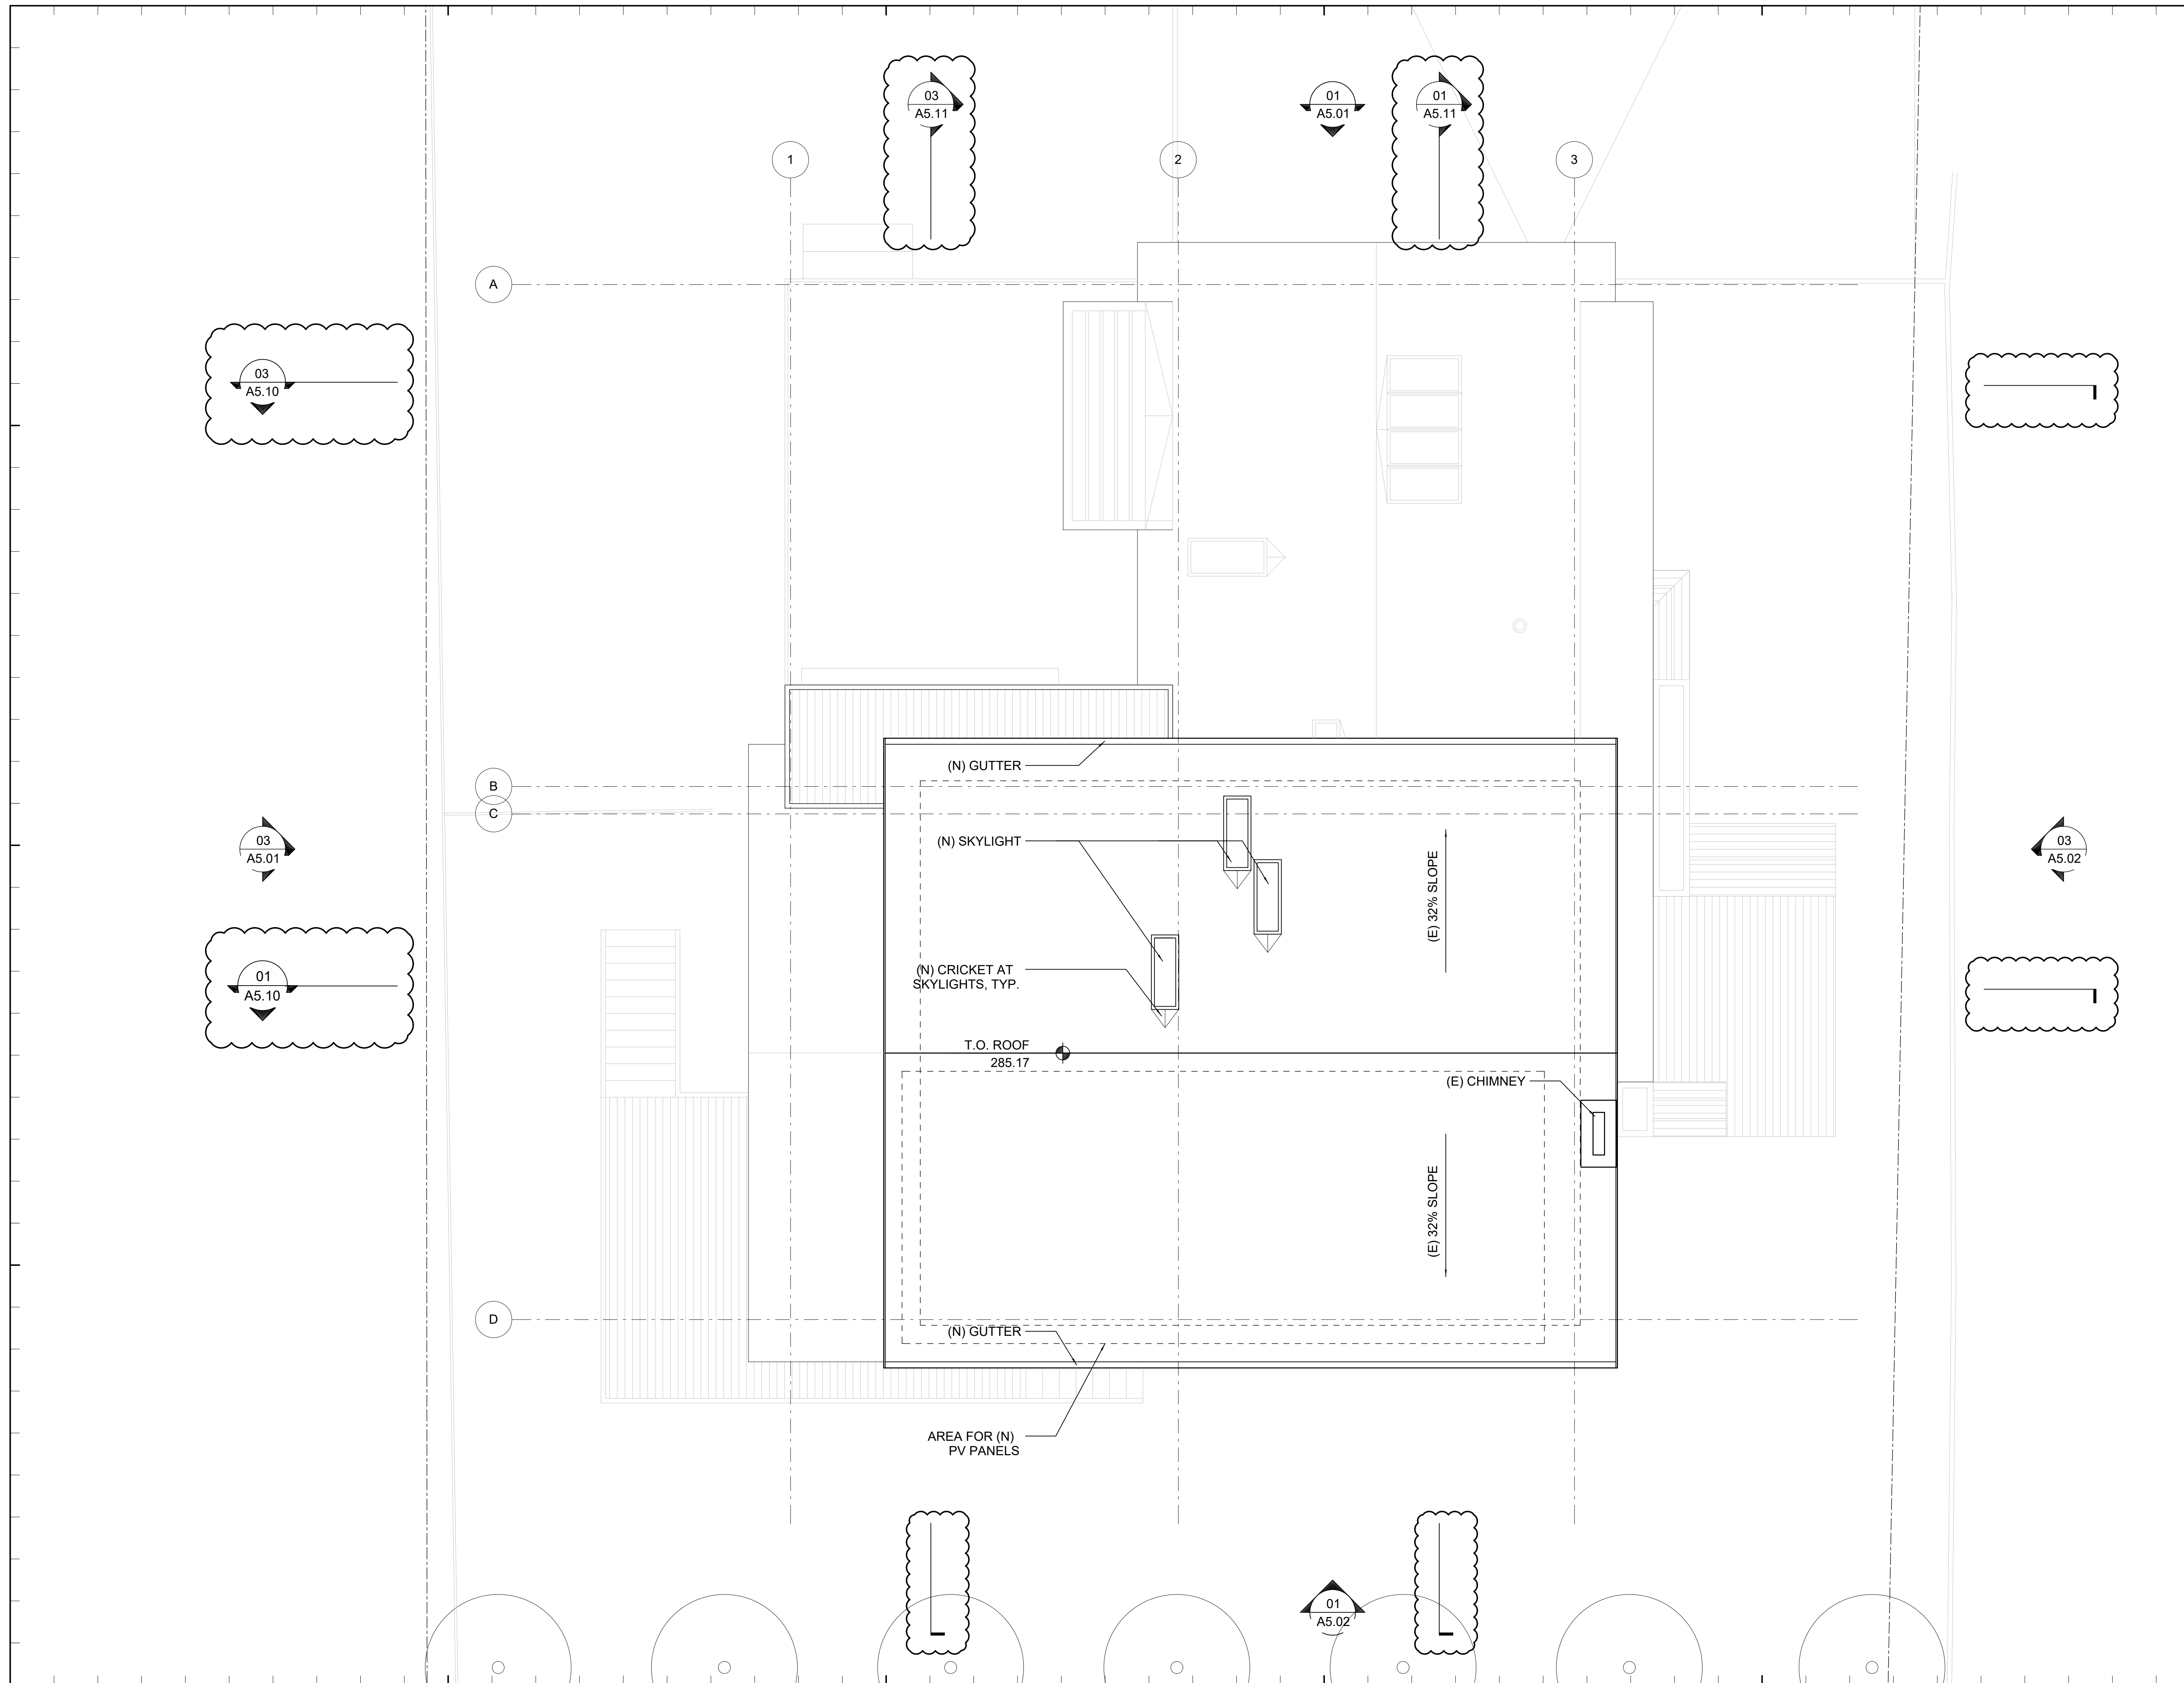 03
A5.11
01
A5.01
01
A5.11
1
2
3
A
03
A5.10
(N) GUTTER
B
C
(N) SKYLIGHT
03
A5.01
03
A5.02
(E) 32% SLOPE
01
A5.10
(N) CRICKET AT
SKYLIGHTS, TYP.
T.O. ROOF
285.17
(E) CHIMNEY
(E) 32% SLOPE
D
(N) GUTTER
AREA FOR (N)
PV PANELS
01
A5.02